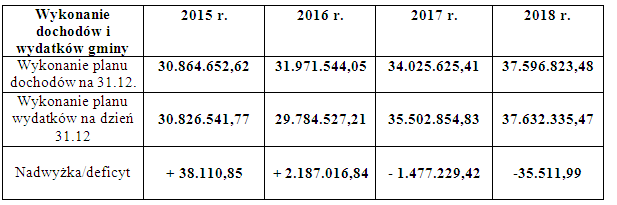 Wykonanie dochodów i wydatków gminy 2015 r. 2016 r. 2017 r. 2018 r.
Wykonanie planu dochodów na 31.12. 30.864.652,62 31.971.544,05 34.025.625,41 37.596.823,48
Wykonanie planu wydatków na dzień 31.12 30.826.541,77 29.784.527,21 35.502.854,83 37.632.335,47
Nadwyżka/deficyt + 38.110,85 + 2.187.016,84 - 1.477.229,42 -35.511,99